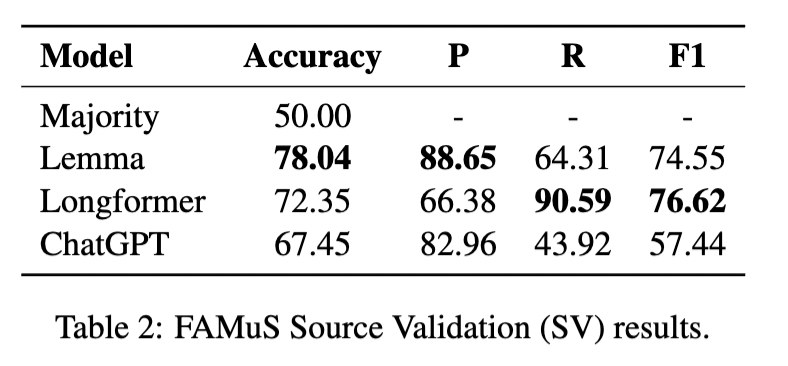 Model Accuracy P R F1
Majority 50.00 - - -
Lemma 78.04 88.65 64.31 74.55
Longformer 72.35 66.38 90.59 76.62
ChatGPT 67.45 82.96 43.92 57.44
Table 2: FAMuS Source Validation (SV) results.